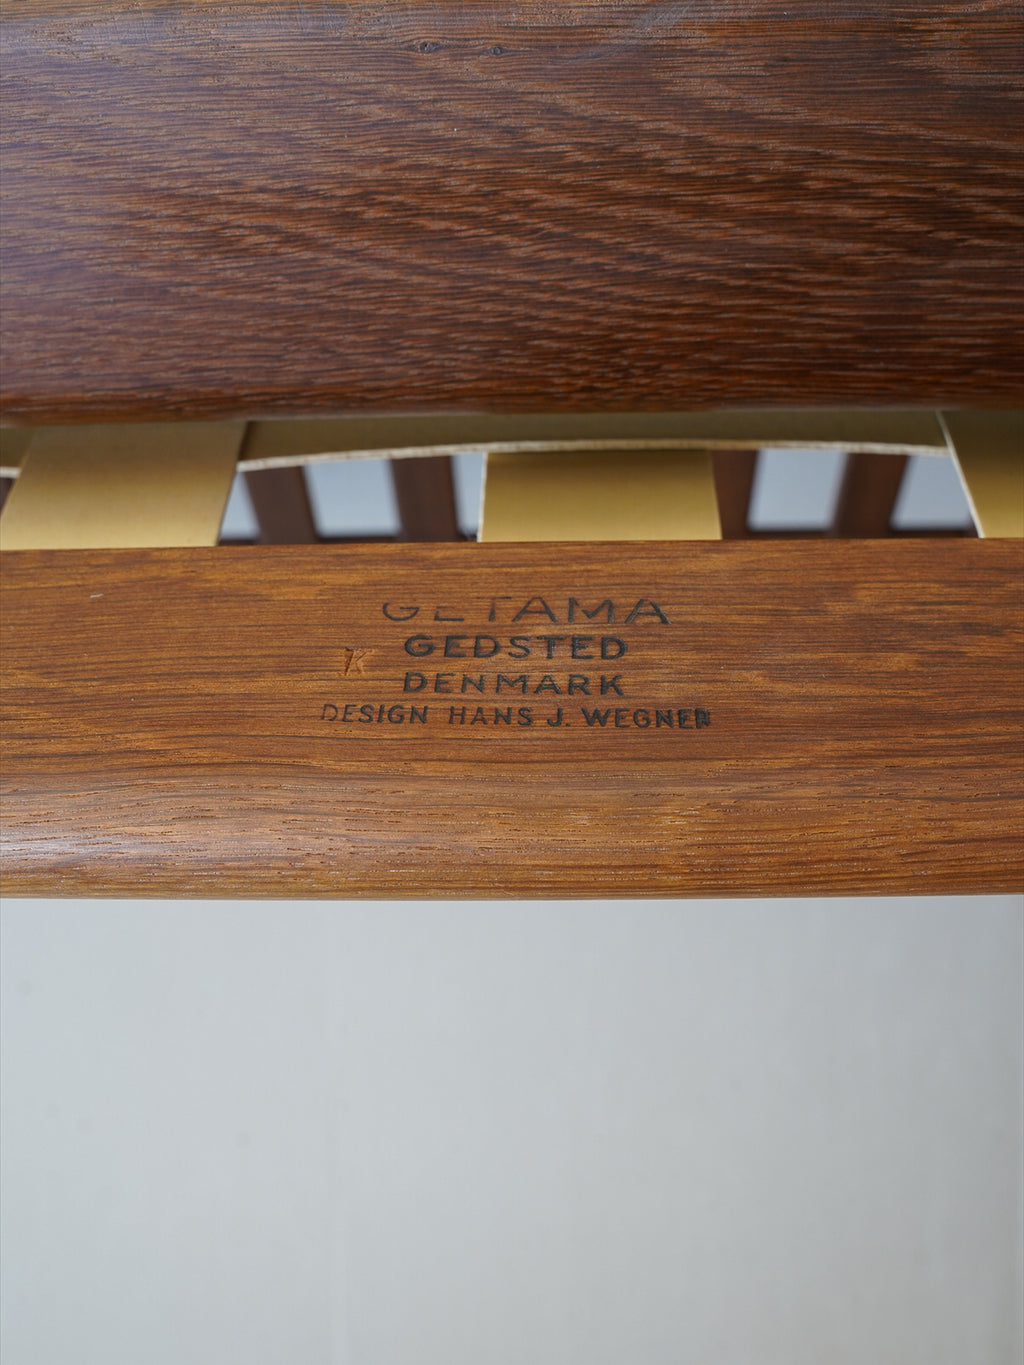 GETAMA
GEDSTED
K
DENMARK
DESIGN HANS J. WEGNER